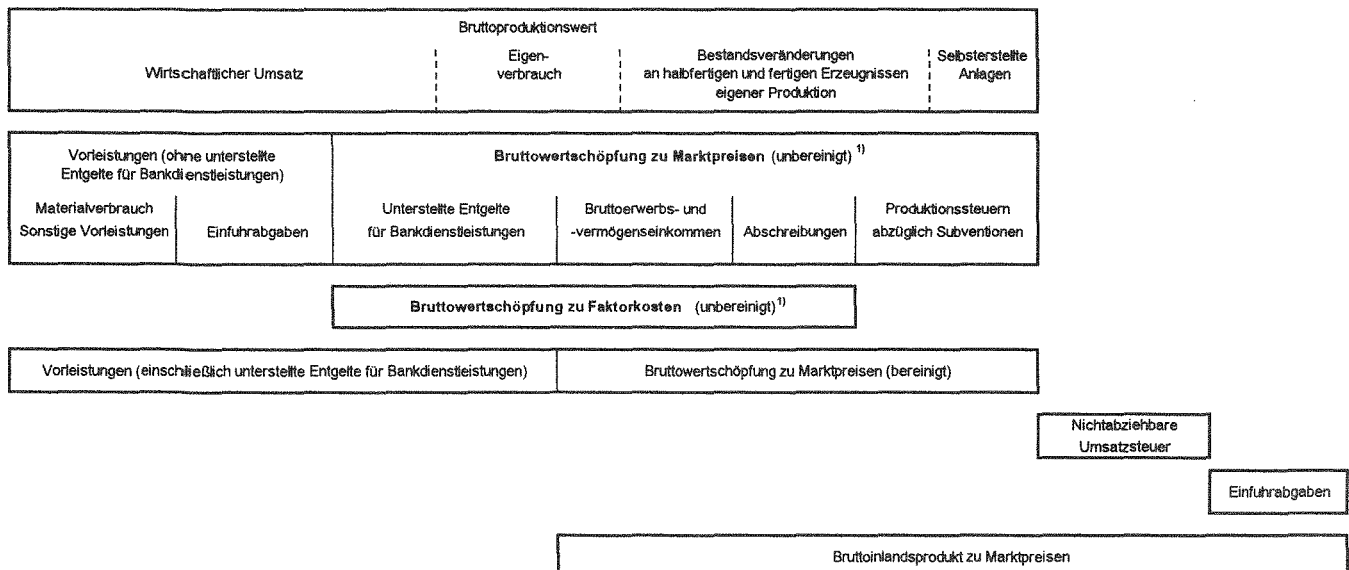 Bruttoproduktionswert
Wirtschaftlicher Umsatz
Eigen-
verbrauch
Bestandsveränderungen
an halbfertigen und fertigen Erzeugnissen
eigener Produktion
Selbsterstellte
Anlagen
Vorleistungen (ohne unterstellte
Entgelte für Bankdienstleistungen)
Bruttowertschöpfung zu Marktpreisen (unbereinigt) 1)
Materialverbrauch
Sonstige Vorleistungen
Einfuhrabgaben
Unterstellte Entgelte
für Bankdienstleistungen
Bruttoerwerbs- und
-vermögenseinkommen
Abschreibungen
Produktionssteuern
abzüglich Subventionen
Bruttowertschöpfung zu Faktorkosten (unbereinigt) 1)
Vorleistungen (einschließlich unterstellte Entgelte für Bankdienstleistungen)
Bruttowertschöpfung zu Marktpreisen (bereinigt)
Nichtabziehbare
Umsatzsteuer
Einfuhrabgaben
Bruttoinlandsprodukt zu Marktpreisen